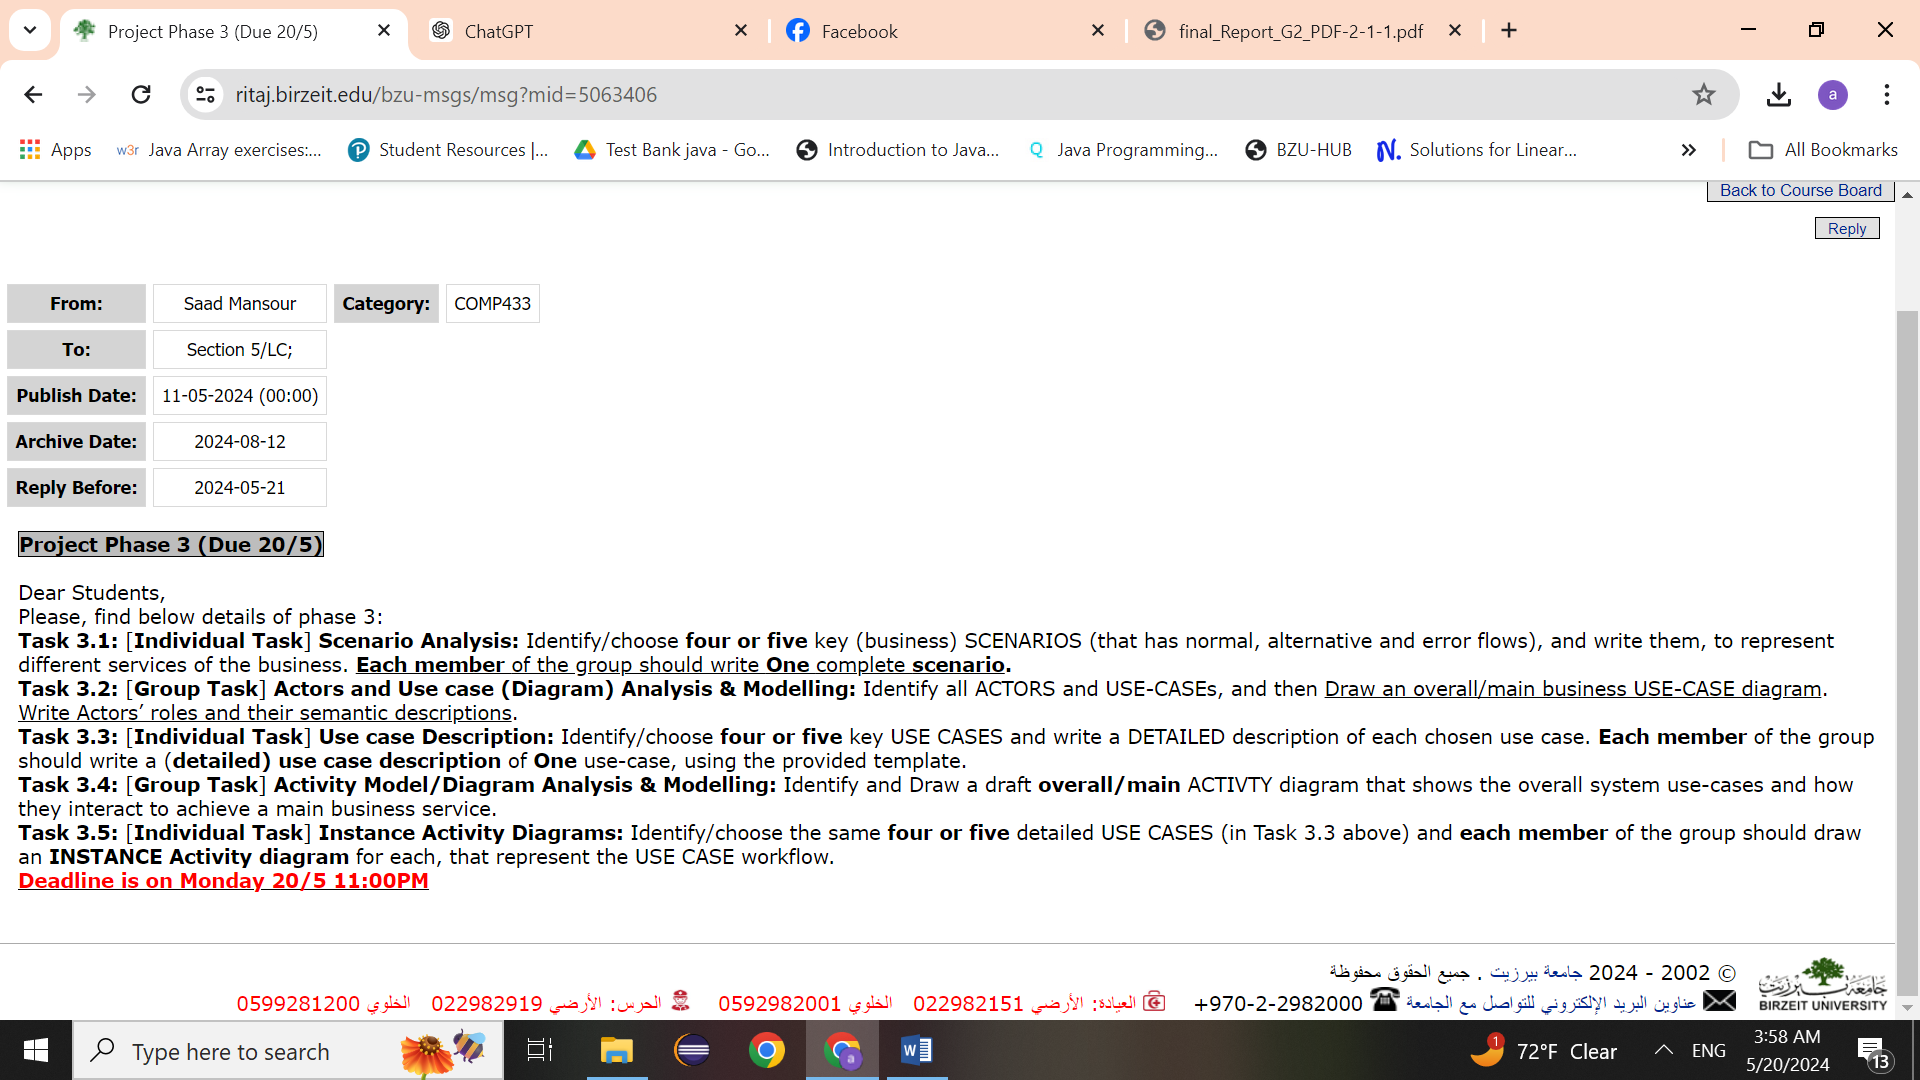 Project Phase 3 (Due 20/5)
ChatGPT
Facebook
final_Report_G2_PDF-2-1-1.pdf
ritaj.birzeit.edu/bzu-msgs/msg?mid=5063406
a
Apps
w3r Java Array exercises:...
Student Resources |...
Test Bank java - Go...
Introduction to Java...
Q Java Programming...
BZU-HUB
N. Solutions for Linear...
All Bookmarks
Back to Course Board
Reply
From: Saad Mansour Category: COMP433
To: Section 5/LC;
Publish Date: 11-05-2024 (00:00)
Archive Date: 2024-08-12
Reply Before: 2024-05-21
Project Phase 3 (Due 20/5)
Dear Students,
Please, find below details of phase 3:
Task 3.1: [Individual Task] Scenario Analysis: Identify/choose four or five key (business) SCENARIOS (that has normal, alternative and error flows), and write them, to represent
different services of the business. Each member of the group should write One complete scenario.
Task 3.2: [Group Task] Actors and Use case (Diagram) Analysis & Modelling: Identify all ACTORS and USE-CASEs, and then Draw an overall/main business USE-CASE diagram.
Write Actors’ roles and their semantic descriptions.
Task 3.3: [Individual Task] Use case Description: Identify/choose four or five key USE CASES and write a DETAILED description of each chosen use case. Each member of the group
should write a (detailed) use case description of One use-case, using the provided template.
Task 3.4: [Group Task] Activity Model/Diagram Analysis & Modelling: Identify and Draw a draft overall/main ACTIVTY diagram that shows the overall system use-cases and how
they interact to achieve a main business service.
Task 3.5: [Individual Task] Instance Activity Diagrams: Identify/choose the same four or five detailed USE CASES (in Task 3.3 above) and each member of the group should draw
an INSTANCE Activity diagram for each, that represent the USE CASE workflow.
Deadline is on Monday 20/5 11:00PM
© 2002 - 2024 جامعة بيرزيت . جميع الحقوق محفوظة
عناوين البريد الإلكتروني للتواصل مع الجامعة +970-2-2982000 العيادة: الأرضي 022982151 الخلوي 0592982001 الحرس: الأرضي 022982919 الخلوي 0599281200
جامعة بيرزيت
BIRZEIT UNIVERSITY
Type here to search
a
W
1
72°F Clear
ENG
3:58 AM
5/20/2024
13